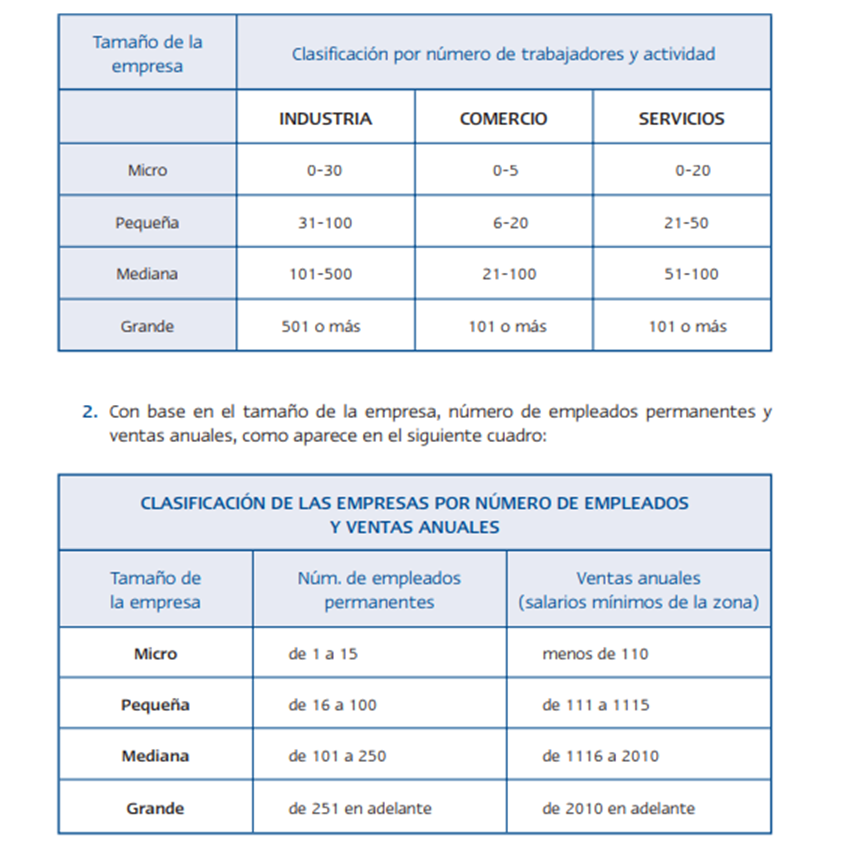 Tamaño de la empresa Clasificación por número de trabajadores y actividad
INDUSTRIA COMERCIO SERVICIOS
Micro 0-30 0-5 0-20
Pequeña 31-100 6-20 21-50
Mediana 101-500 21-100 51-100
Grande 501 o más 101 o más 101 o más
2. Con base en el tamaño de la empresa, número de empleados permanentes y
ventas anuales, como aparece en el siguiente cuadro:
CLASIFICACIÓN DE LAS EMPRESAS POR NÚMERO DE EMPLEADOS
Y VENTAS ANUALES
Tamaño de la empresa Núm. de empleados permanentes Ventas anuales (salarios mínimos de la zona)
Micro de 1 a 15 menos de 110
Pequeña de 16 a 100 de 111 a 1115
Mediana de 101 a 250 de 1116 a 2010
Grande de 251 en adelante de 2010 en adelante